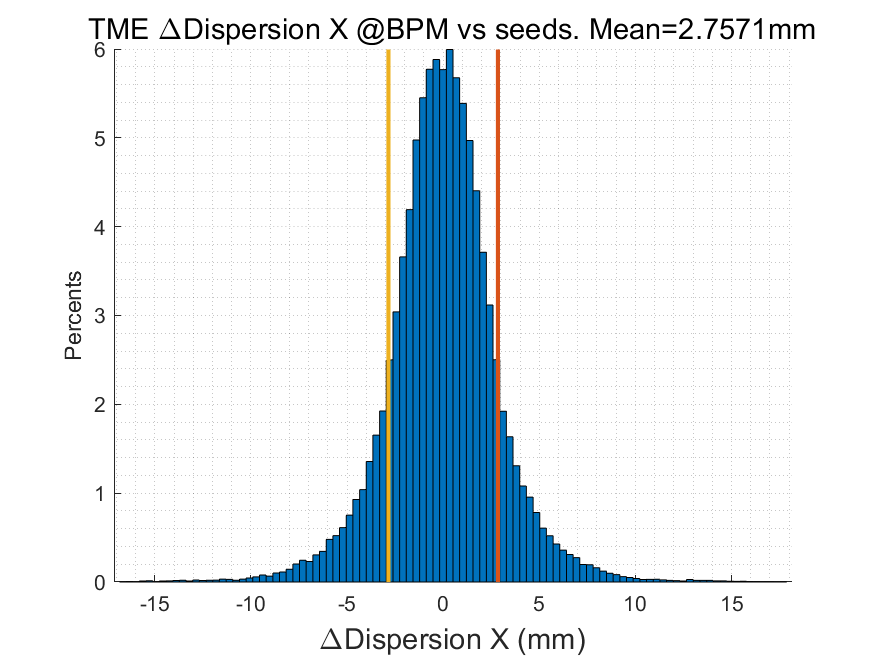 TME ΔDispersion X @BPM vs seeds. Mean=2.7571mm
6
5
4
3
2
1
0
Percents
-15 -10 -5 0 5 10 15
ΔDispersion X (mm)